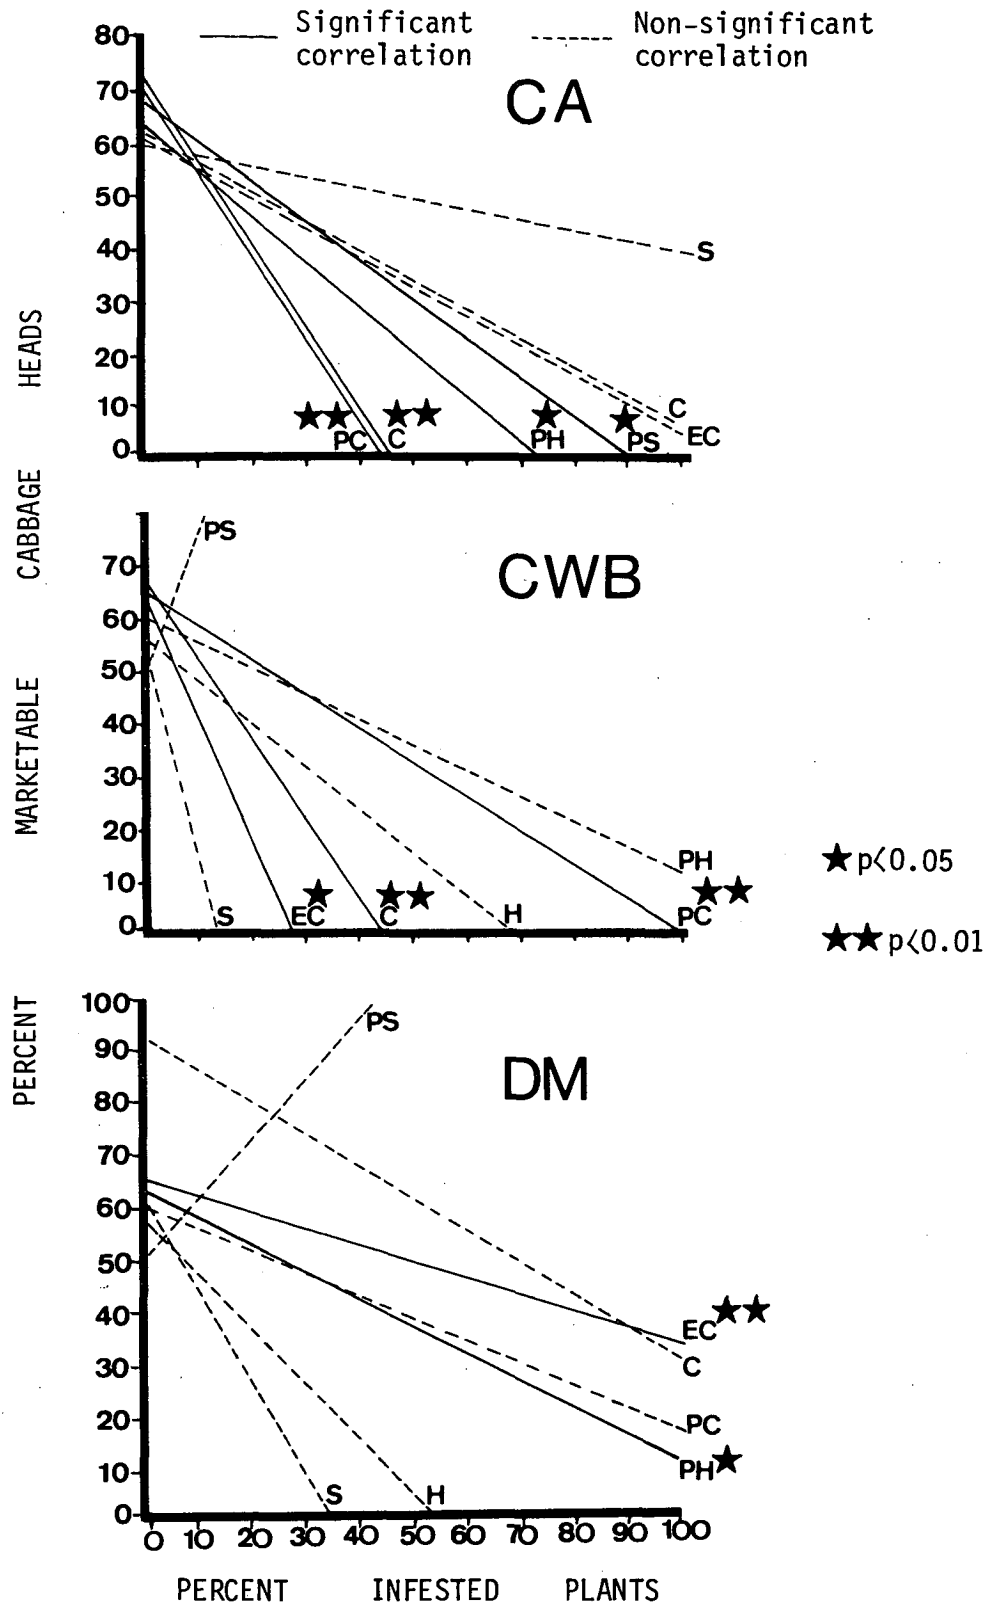 Significant
correlation
Non-significant
correlation
CA
80
70
60
50
40
30
20
10
0
S
C
EC
PC
C
PH
PS
CWB
70
60
50
40
30
20
10
0
PS
PH
PC
S
EC
C
H
★ p<0.05
★★ p<0.01
DM
100
90
80
70
60
50
40
30
20
10
0
PS
EC
C
PC
PH
S
H
0 10 20 30 40 50 60 70 80 90 100
PERCENT INFESTED PLANTS
PERCENT MARKETABLE CABBAGE HEADS